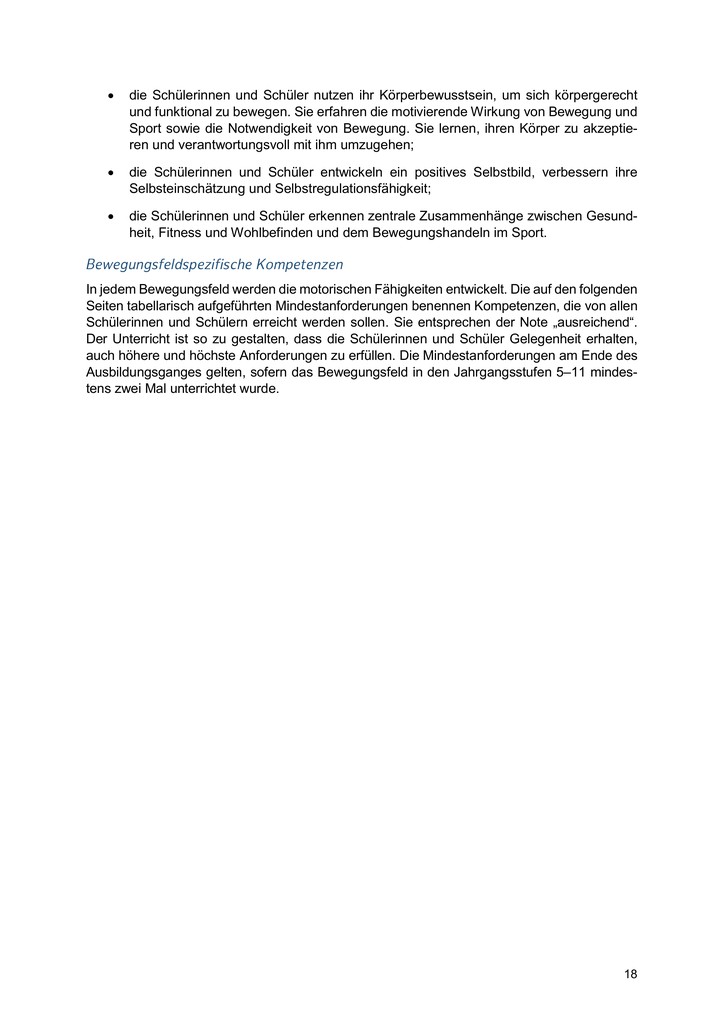 • die Schülerinnen und Schüler nutzen ihr Körperbewusstsein, um sich körpergerecht
und funktional zu bewegen. Sie erfahren die motivierende Wirkung von Bewegung und
Sport sowie die Notwendigkeit von Bewegung. Sie lernen, ihren Körper zu akzeptie-
ren und verantwortungsvoll mit ihm umzugehen;
• die Schülerinnen und Schüler entwickeln ein positives Selbstbild, verbessern ihre
Selbsteinschätzung und Selbstregulationsfähigkeit;
• die Schülerinnen und Schüler erkennen zentrale Zusammenhänge zwischen Gesund-
heit, Fitness und Wohlbefinden und dem Bewegungshandeln im Sport.
Bewegungsfeldspezifische Kompetenzen
In jedem Bewegungsfeld werden die motorischen Fähigkeiten entwickelt. Die auf den folgenden
Seiten tabellarisch aufgeführten Mindestanforderungen benennen Kompetenzen, die von allen
Schülerinnen und Schülern erreicht werden sollen. Sie entsprechen der Note „ausreichend“.
Der Unterricht ist so zu gestalten, dass die Schülerinnen und Schüler Gelegenheit erhalten,
auch höhere und höchste Anforderungen zu erfüllen. Die Mindestanforderungen am Ende des
Ausbildungsganges gelten, sofern das Bewegungsfeld in den Jahrgangsstufen 5–11 mindes-
tens zwei Mal unterrichtet wurde.
18